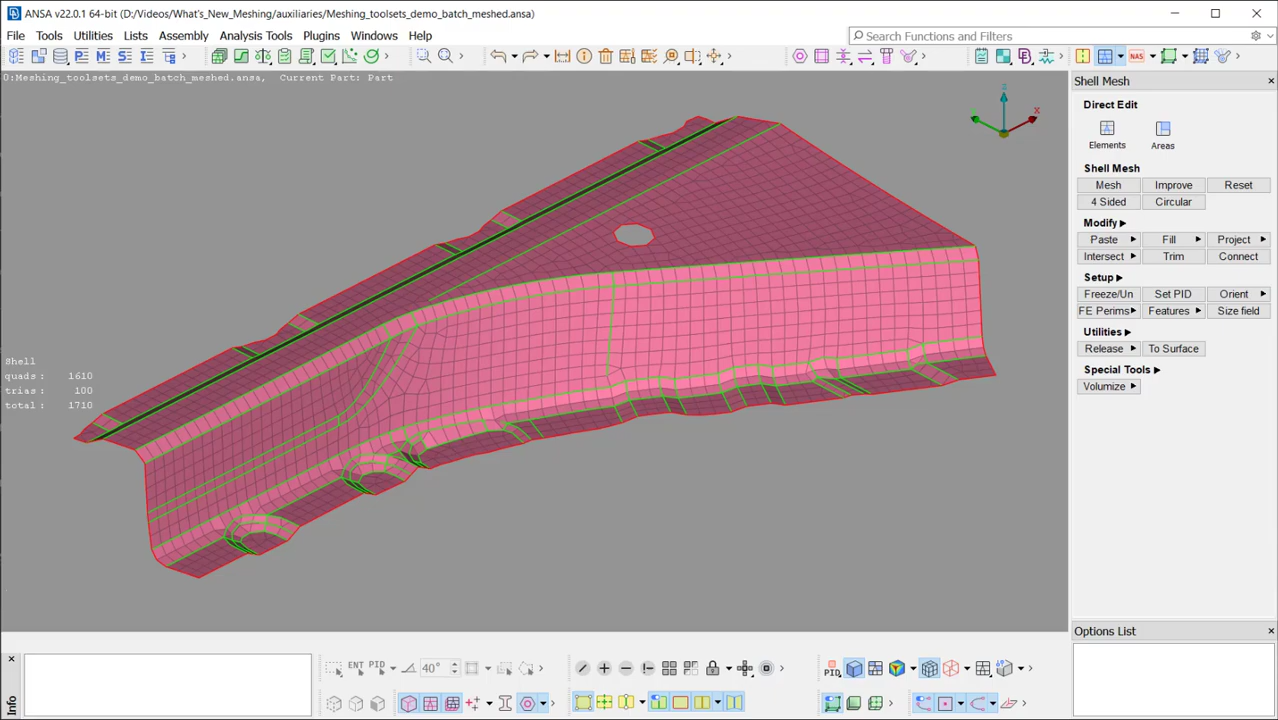 ANSA v22.0.1 64-bit (D:/Videos/What's_New_Meshing/auxiliaries/Meshing_toolsets_demo_batch_meshed.ansa)
File Tools Utilities Lists Assembly Analysis Tools Plugins Windows Help
Search Functions and Filters
NAS
0:Meshing_toolsets_demo_batch_meshed.ansa, Current Part: Part
Shell Mesh
Direct Edit
Elements Areas
Shell Mesh
Mesh Improve Reset
4 Sided Circular
Modify
Paste Fill Project
Intersect Trim Connect
Setup
Freeze/Un Set PID Orient
FE Perims Features Size field
Utilities
Release To Surface
Special Tools
Volumize
Z
X
Shell
quads: 1610
trias: 100
total: 1710
Options List
Info
ENT PID 40°
PID